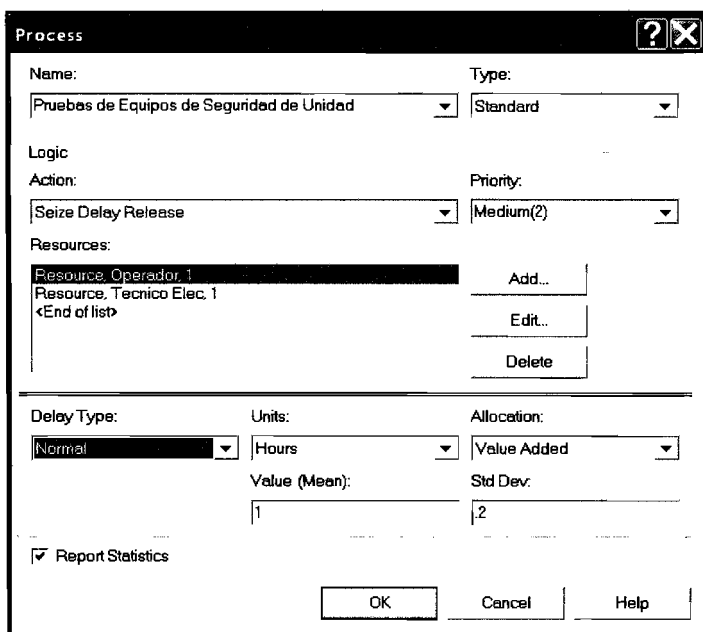 Process
Name: Type:
Pruebas de Equipos de Seguridad de Unidad Standard
Logic
Action: Priority:
Seize Delay Release Medium(2)
Resources:
Resource, Operador, 1
Resource, Tecnico Elec, 1
<End of list>
Add...
Edit...
Delete
Delay Type: Units: Allocation:
Normal Hours Value Added
Value (Mean): Std Dev:
1 .2
Report Statistics
OK Cancel Help